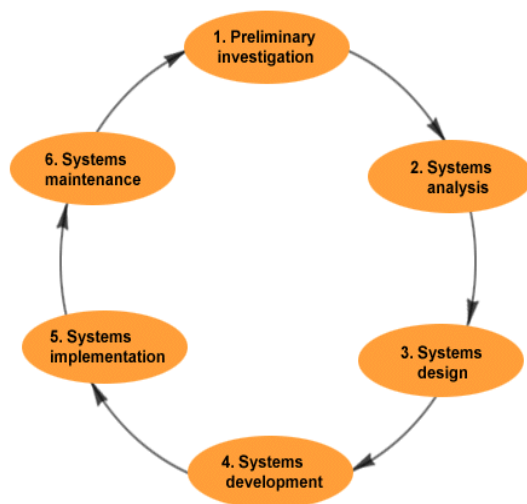 1. Preliminary
investigation
2. Systems
analysis
3. Systems
design
4. Systems
development
5. Systems
implementation
6. Systems
maintenance